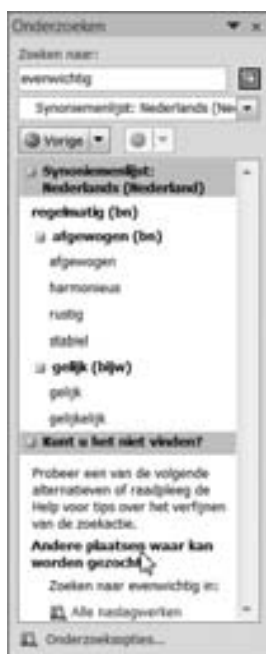 Onderzoeken
Zoeken naar:
evenwichtig
Synoniemenlijst: Nederlands (Ne
Vorige
Synoniemenlijst:
Nederlands (Nederland)
regelmatig (bn)
afgewogen (bn)
afgewogen
harmonieus
rustig
stabiel
gelijk (bijw)
gelijk
gelijkelijk
Kunt u het niet vinden?
Probeer een van de volgende
alternatieven of raadpleeg de
Help voor tips over het verfijnen
van de zoekactie.
Andere plaatsen waar kan
worden gezocht
Zoeken naar evenwichtig in:
Alle naslagwerken
Onderzoeksopties...